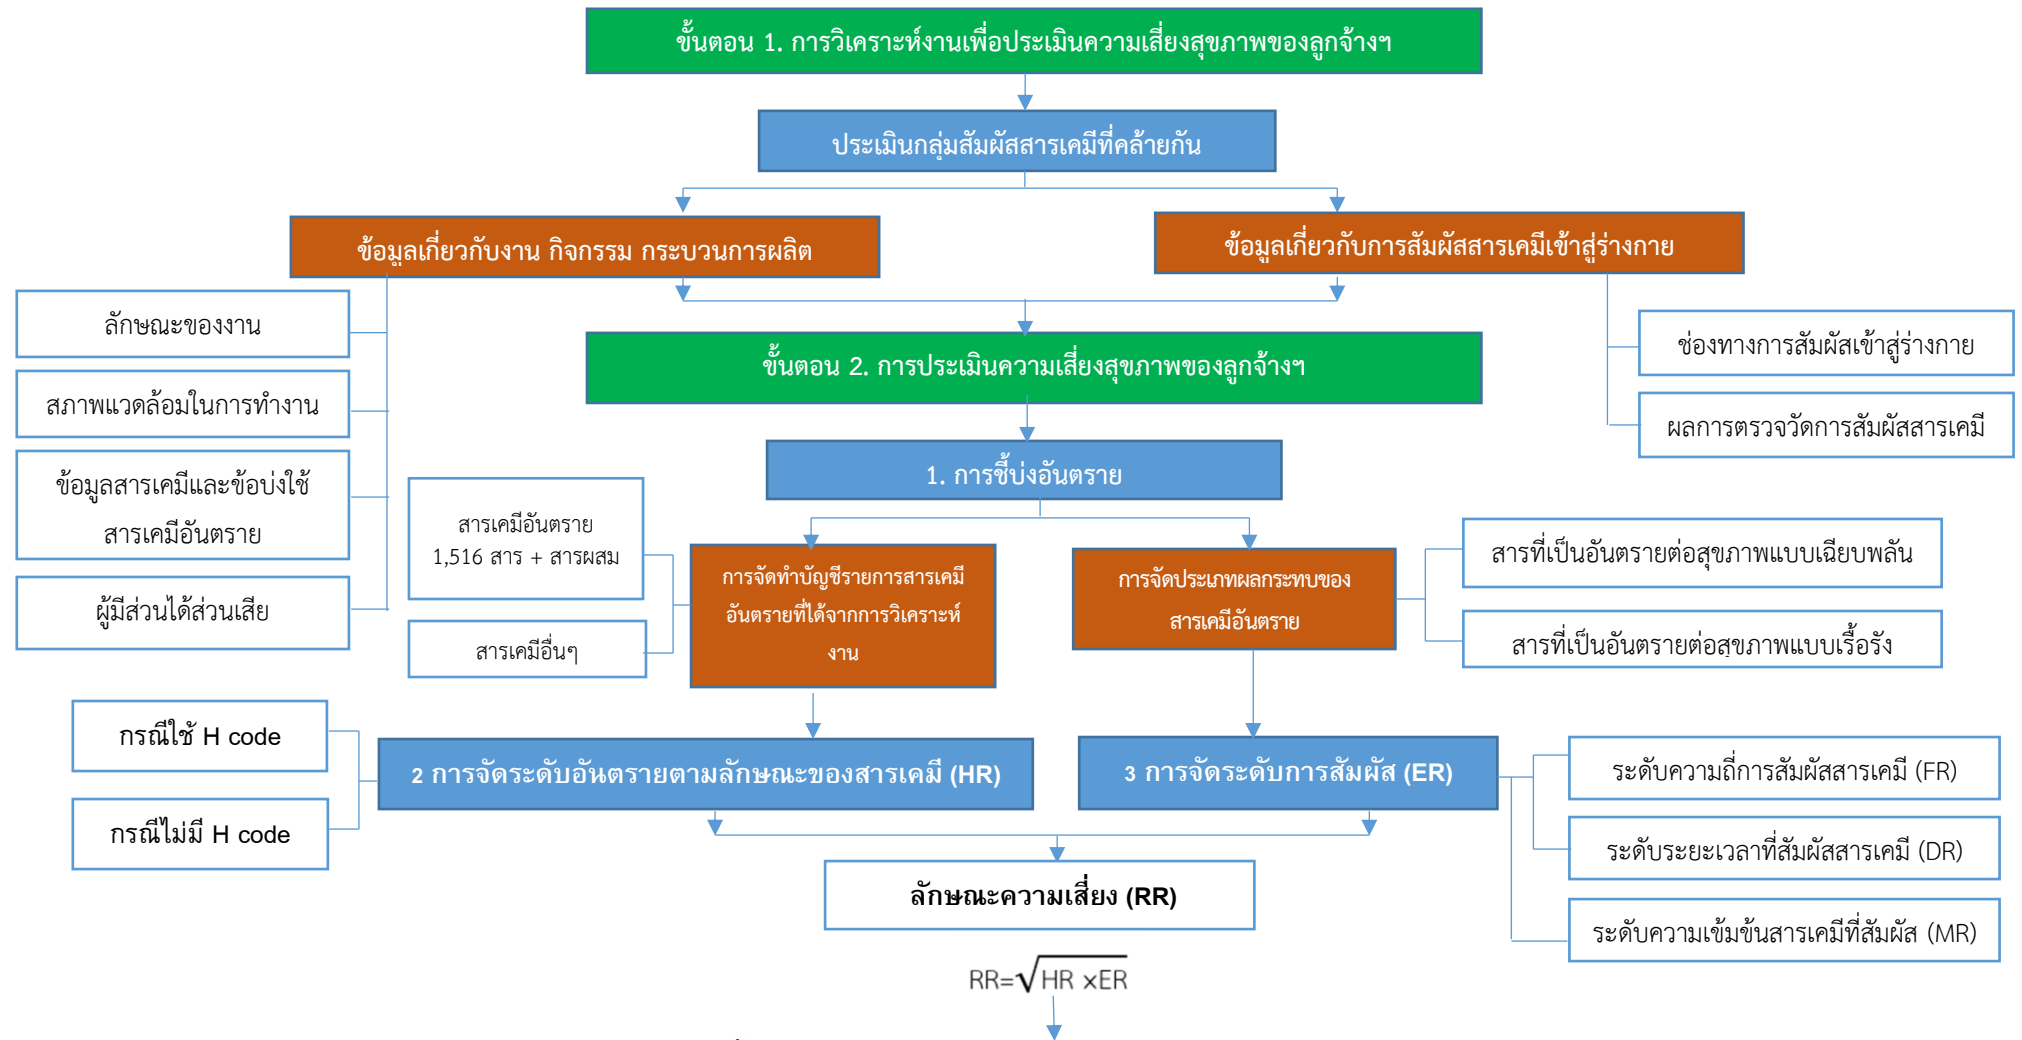 ขั้นตอน 1. การวิเคราะห์งานเพื่อประเมินความเสี่ยงสุขภาพของลูกจ้างฯ
ประเมินกลุ่มสัมผัสสารเคมีที่คล้ายกัน
ข้อมูลเกี่ยวกับงาน กิจกรรม กระบวนการผลิต
ข้อมูลเกี่ยวกับการสัมผัสสารเคมีเข้าสู่ร่างกาย
ลักษณะของงาน
สภาพแวดล้อมในการทำงาน
ข้อมูลสารเคมีและข้อบ่งใช้
สารเคมีอันตราย
ผู้มีส่วนได้ส่วนเสีย
ช่องทางการสัมผัสเข้าสู่ร่างกาย
ผลการตรวจวัดการสัมผัสสารเคมี
ขั้นตอน 2. การประเมินความเสี่ยงสุขภาพของลูกจ้างฯ
1. การชี้บ่งอันตราย
สารเคมีอันตราย
1,516 สาร + สารผสม
สารเคมีอื่นๆ
การจัดทำบัญชีรายการสารเคมี
อันตรายที่ได้จากการวิเคราะห์
งาน
การจัดประเภทผลกระทบของ
สารเคมีอันตราย
สารที่เป็นอันตรายต่อสุขภาพแบบเฉียบพลัน
สารที่เป็นอันตรายต่อสุขภาพแบบเรื้อรัง
กรณีใช้ H code
กรณีไม่มี H code
2 การจัดระดับอันตรายตามลักษณะของสารเคมี (HR)
3 การจัดระดับการสัมผัส (ER)
ระดับความถี่การสัมผัสสารเคมี (FR)
ระดับระยะเวลาที่สัมผัสสารเคมี (DR)
ระดับความเข้มข้นสารเคมีที่สัมผัส (MR)
ลักษณะความเสี่ยง (RR)
RR=√HR ×ER